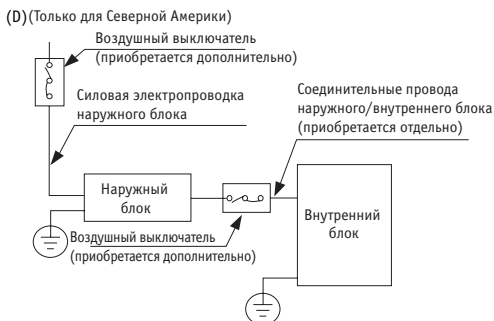 (D)(Только для Северной Америки)
Воздушный выключатель
(приобретается дополнительно)
Силовая электропроводка
наружного блока
Соединительные провода
наружного/внутреннего блока
(приобретается отдельно)
Наружный
блок
Внутренний
блок
Воздушный выключатель
(приобретается дополнительно)